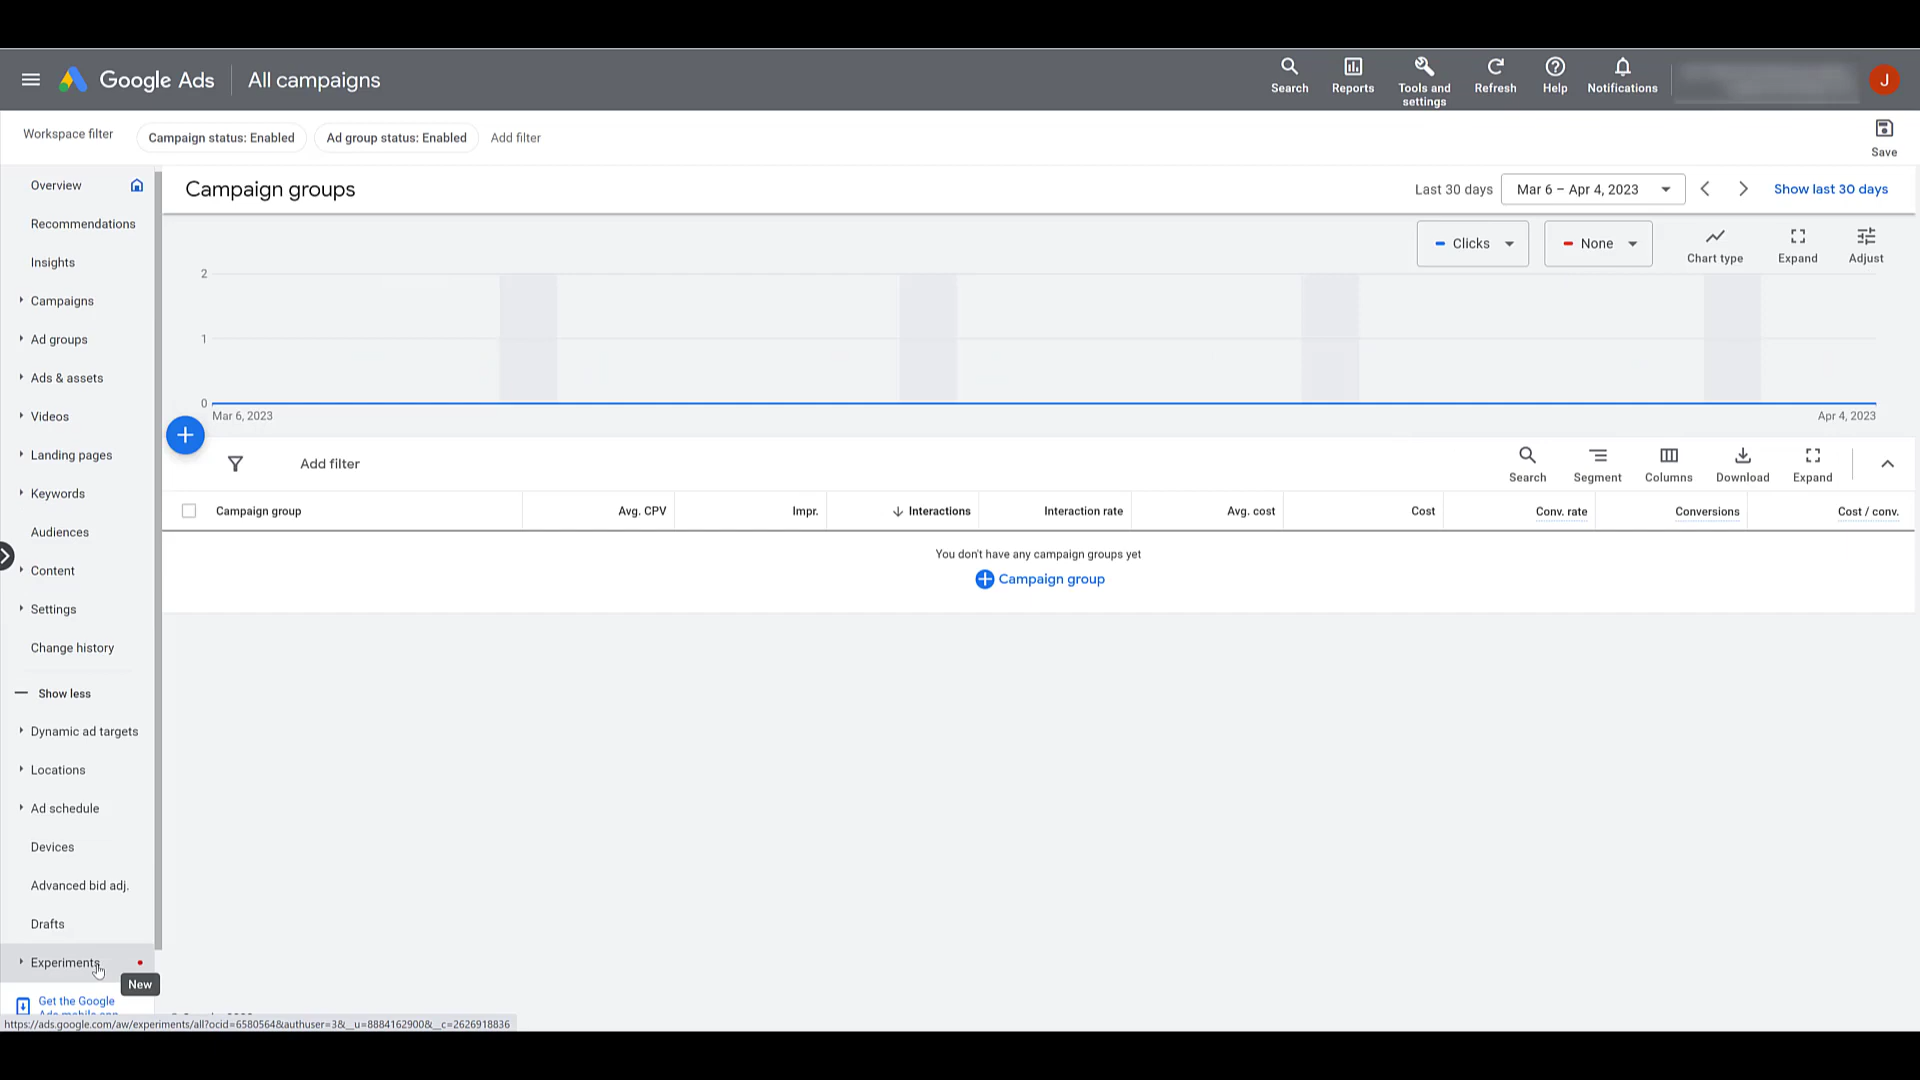 Google Ads
All campaigns
Search
Reports
Tools and
settings
Refresh
Help
Notifications
J
Workspace filter
Campaign status: Enabled
Ad group status: Enabled
Add filter
Save
Overview
Recommendations
Insights
Campaigns
Ad groups
Ads & assets
Videos
Landing pages
Keywords
Audiences
Content
Settings
Change history
Show less
Dynamic ad targets
Locations
Ad schedule
Devices
Advanced bid adj.
Drafts
Experiments
New
Get the Google
https://ads.google.com/aw/experiments/all?ocid=6580564&authuser=3&__u=8884162900&__c=2626918836
Campaign groups
Last 30 days
Mar 6 – Apr 4, 2023
Show last 30 days
Clicks
None
Chart type
Expand
Adjust
2
1
0
Mar 6, 2023
Apr 4, 2023
Add filter
Search
Segment
Columns
Download
Expand
Campaign group
Avg. CPV
Impr.
Interactions
Interaction rate
Avg. cost
Cost
Conv. rate
Conversions
Cost / conv.
You don't have any campaign groups yet
Campaign group